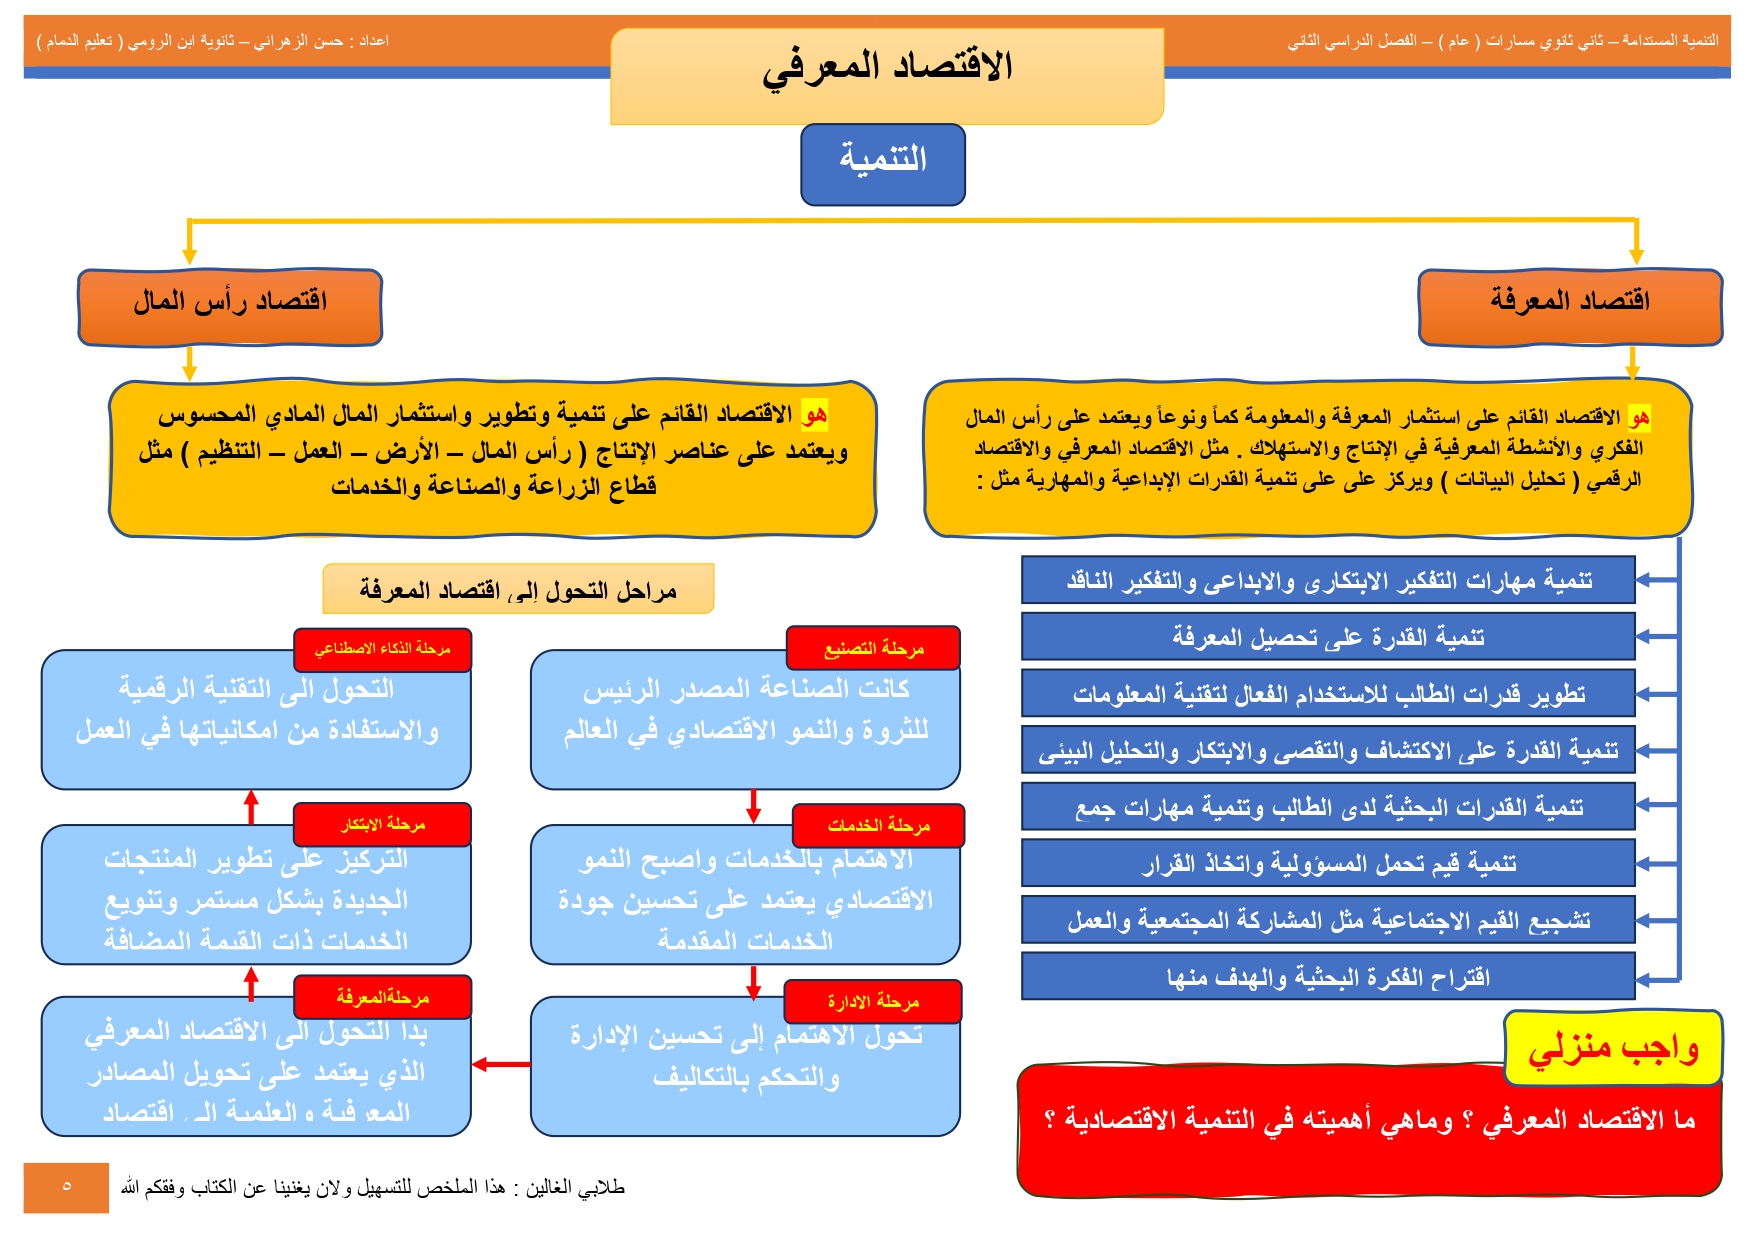 التنمية المستدامة – ثاني ثانوي مسارات ( عام ) – الفصل الدراسي الثاني
اعداد : حسن الزهراني – ثانوية ابن الرومي ( تعليم الدمام )
الاقتصاد المعرفي
التنمية
اقتصاد المعرفة
هو الاقتصاد القائم على استثمار المعرفة والمعلومة كماً ونوعاً ويعتمد على رأس المال
الفكري والأنشطة المعرفية في الإنتاج والاستهلاك . مثل الاقتصاد المعرفي والاقتصاد
الرقمي ( تحليل البيانات ) ويركز على على تنمية القدرات الإبداعية والمهارية مثل :
تنمية مهارات التفكير الابتكاري والابداعي والتفكير الناقد
تنمية القدرة على تحصيل المعرفة
تطوير قدرات الطالب للاستخدام الفعال لتقنية المعلومات
تنمية القدرة على الاكتشاف والتقصي والابتكار والتحليل البيئي
تنمية القدرات البحثية لدى الطالب وتنمية مهارات جمع
تنمية قيم تحمل المسؤولية واتخاذ القرار
تشجيع القيم الاجتماعية مثل المشاركة المجتمعية والعمل
اقتراح الفكرة البحثية والهدف منها
واجب منزلي
ما الاقتصاد المعرفي ؟ وماهي أهميته في التنمية الاقتصادية ؟
اقتصاد رأس المال
هو الاقتصاد القائم على تنمية وتطوير واستثمار المال المادي المحسوس
ويعتمد على عناصر الإنتاج ( رأس المال – الأرض – العمل – التنظيم ) مثل
قطاع الزراعة والصناعة والخدمات
مراحل التحول إلى اقتصاد المعرفة
مرحلة التصنيع
كانت الصناعة المصدر الرئيس
للثروة والنمو الاقتصادي في العالم
مرحلة الخدمات
الاهتمام بالخدمات واصبح النمو
الاقتصادي يعتمد على تحسين جودة
الخدمات المقدمة
مرحلة الادارة
تحول الاهتمام إلى تحسين الإدارة
والتحكم بالتكاليف
مرحلةالمعرفة
بدا التحول الى الاقتصاد المعرفي
الذي يعتمد على تحويل المصادر
المعرفية والعلمية الى اقتصاد
مرحلة الابتكار
التركيز على تطوير المنتجات
الجديدة بشكل مستمر وتنويع
الخدمات ذات القيمة المضافة
مرحلة الذكاء الاصطناعي
التحول الى التقنية الرقمية
والاستفادة من امكانياتها في العمل
طلابي الغالين : هذا الملخص للتسهيل ولان يغنينا عن الكتاب وفقكم الله
٥